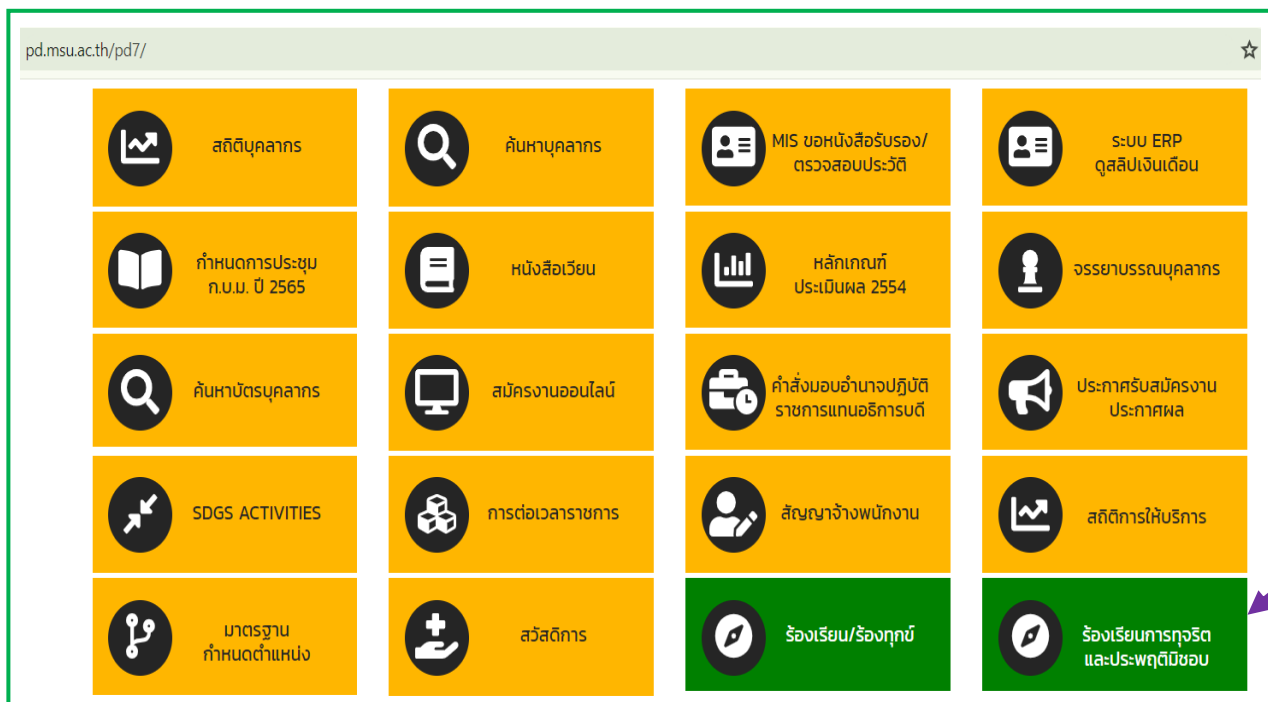 pd.msu.ac.th/pd7/
สถิติบุคลากร
ค้นหาบุคลากร
MIS ขอหนังสือรับรอง/
ตรวจสอบประวัติ
ระบบ ERP
ดูสลิปเงินเดือน
กำหนดการประชุม
ก.บ.ม. ปี 2565
หนังสือเวียน
หลักเกณฑ์
ประเมินผล 2554
จรรยาบรรณบุคลากร
ค้นหาบัตรบุคลากร
สมัครงานออนไลน์
คำสั่งมอบอำนาจปฏิบัติ
ราชการแทนอธิการบดี
ประกาศรับสมัครงาน
ประกาศผล
SDGS ACTIVITIES
การต่อเวลาราชการ
สัญญาจ้างพนักงาน
สถิติการให้บริการ
มาตรฐาน
กำหนดตำแหน่ง
สวัสดิการ
ร้องเรียน/ร้องทุกข์
ร้องเรียนการทุจริต
และประพฤติมิชอบ